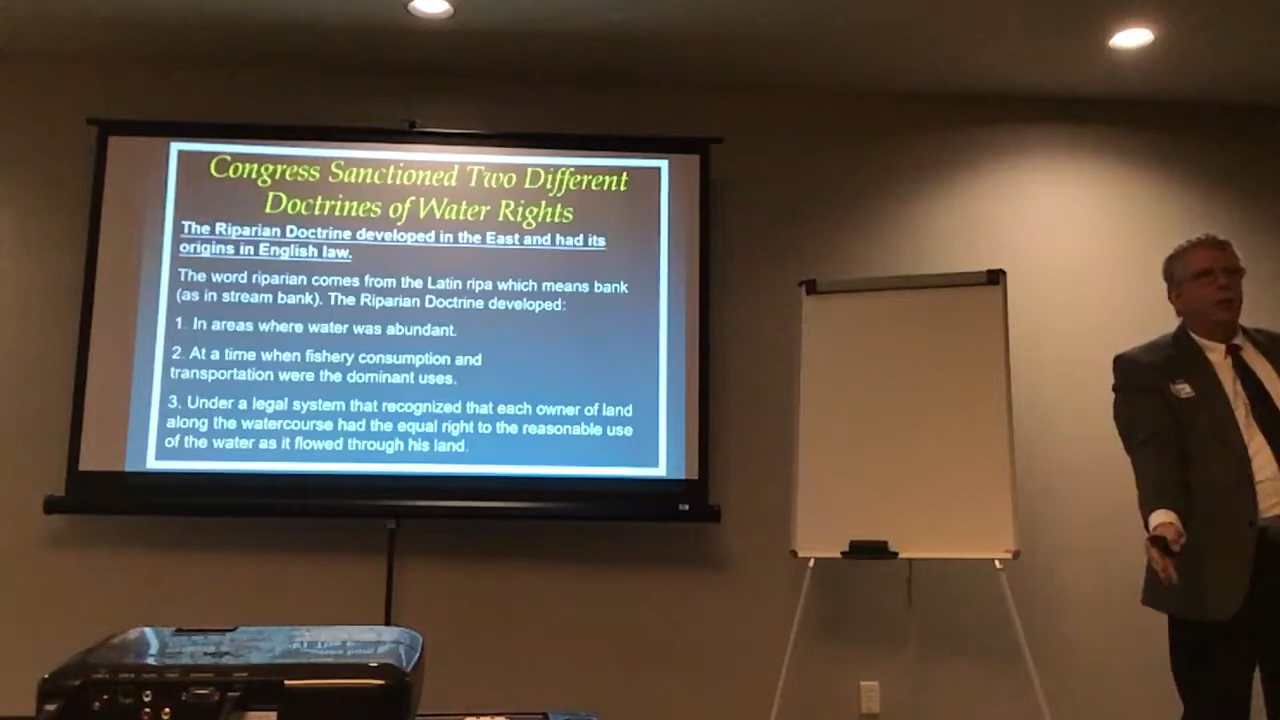 Congress Sanctioned Two Different
Doctrines of Water Rights
The Riparian Doctrine developed in the East and had its
origins in English law.
The word riparian comes from the Latin ripa which means bank
(as in stream bank). The Riparian Doctrine developed:
1. In areas where water was abundant.
2. At a time when fishery consumption and
transportation were the dominant uses.
3. Under a legal system that recognized that each owner of land
along the watercourse had the equal right to the reasonable use
of the water as it flowed through his land.